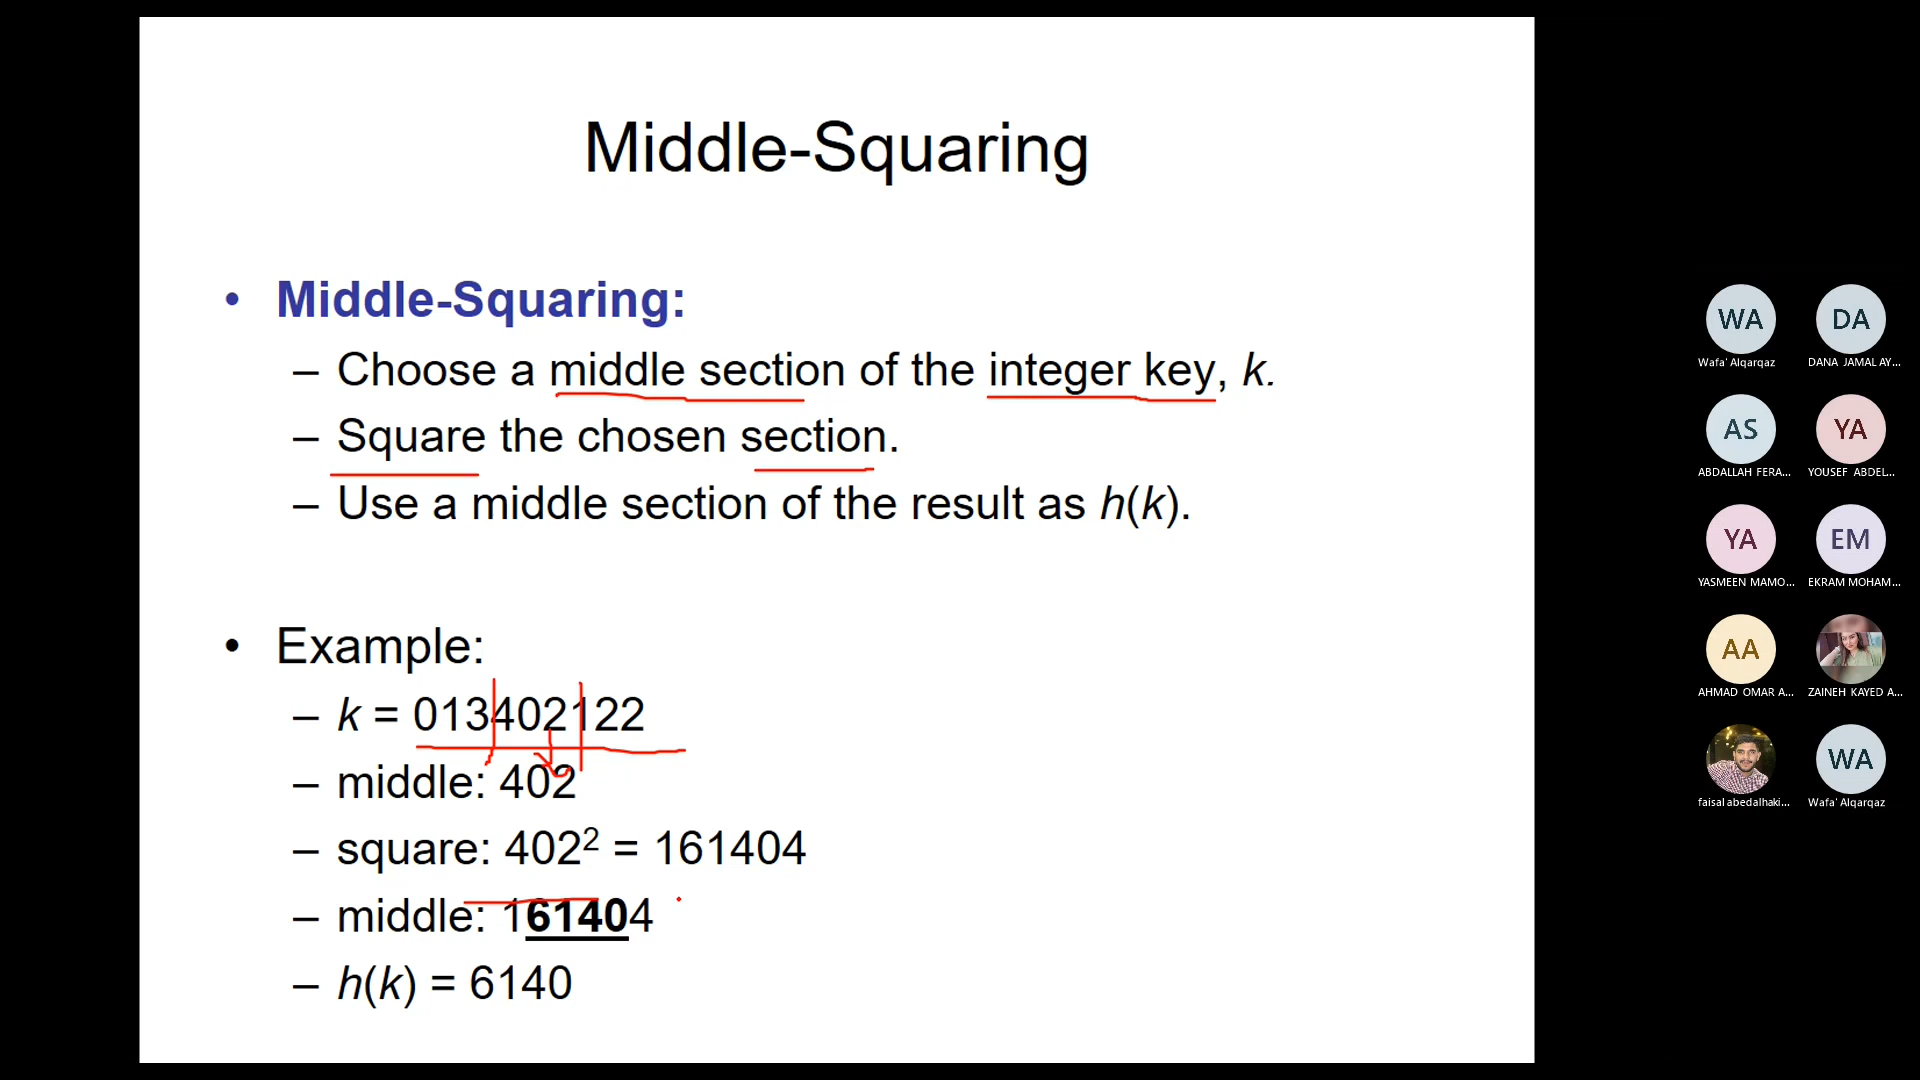 Middle-Squaring
• Middle-Squaring:
– Choose a middle section of the integer key, k.
– Square the chosen section.
– Use a middle section of the result as h(k).
• Example:
– k = 013402122
– middle: 402
– square: 402² = 161404
– middle: 161404
– h(k) = 6140
WA DA
Wafa' Alqarqaz DANA JAMAL AY...
AS YA
ABDALLAH FERA... YOUSEF ABDEL...
YA EM
YASMEEN MAMO... EKRAM MOHAM...
AA
AHMAD OMAR A... ZAINEH KAYED A...
WA
faisal abedalhaki... Wafa' Alqarqaz